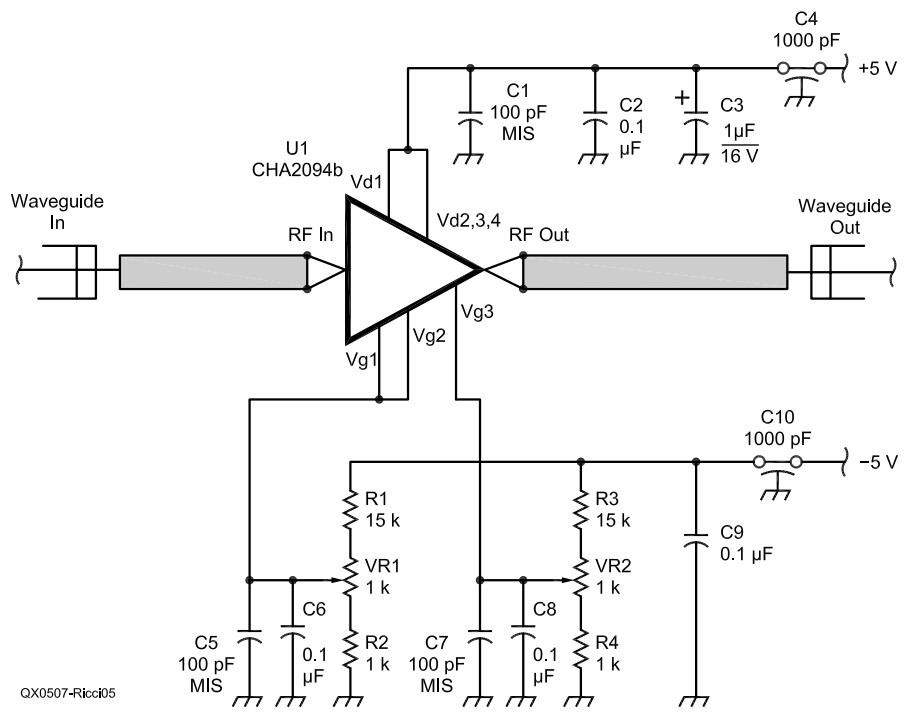 C4
1000 pF
+5 V
C1
100 pF
MIS
C2
0.1
µF
+
C3
1µF
16 V
U1
CHA2094b
Vd1
Vd2,3,4
Waveguide
In
RF In
RF Out
Waveguide
Out
Vg1
Vg2
Vg3
C10
1000 pF
−5 V
R1
15 k
R3
15 k
C9
0.1 µF
VR1
1 k
VR2
1 k
C6
0.1
µF
C8
0.1
µF
C5
100 pF
MIS
R2
1 k
C7
100 pF
MIS
R4
1 k
QX0507-Ricci05